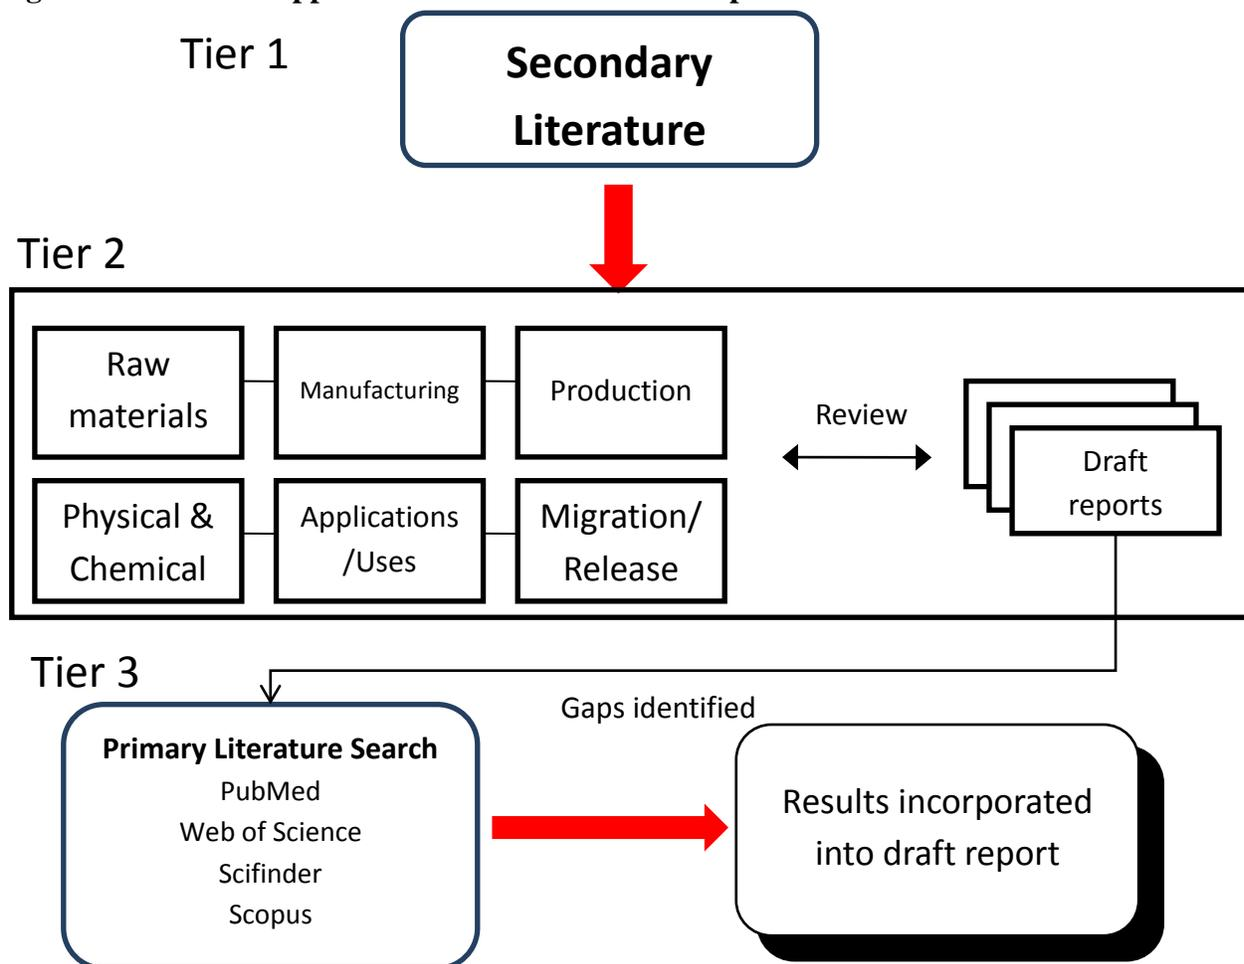 Tier 1
Secondary
Literature
Tier 2
Raw
materials
Manufacturing
Production
Physical &
Chemical
Applications
/Uses
Migration/
Release
Review
Draft
reports
Tier 3
Gaps identified
Primary Literature Search
PubMed
Web of Science
Scifinder
Scopus
Results incorporated
into draft report